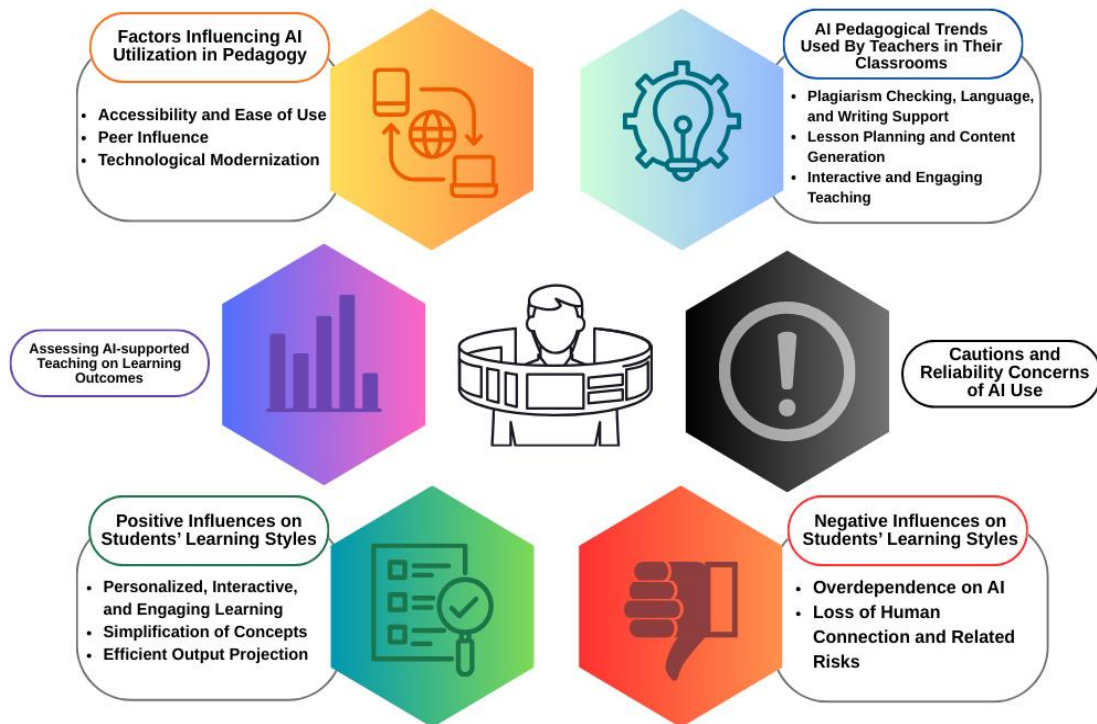 Factors Influencing AI
Utilization in Pedagogy
• Accessibility and Ease of Use
• Peer Influence
• Technological Modernization
AI Pedagogical Trends
Used By Teachers in Their
Classrooms
• Plagiarism Checking, Language,
and Writing Support
• Lesson Planning and Content
Generation
• Interactive and Engaging
Teaching
Assessing AI-supported
Teaching on Learning
Outcomes
Cautions and
Reliability Concerns
of AI Use
Positive Influences on
Students’ Learning Styles
• Personalized, Interactive,
and Engaging Learning
• Simplification of Concepts
• Efficient Output Projection
Negative Influences on
Students’ Learning Styles
• Overdependence on AI
• Loss of Human
Connection and Related
Risks